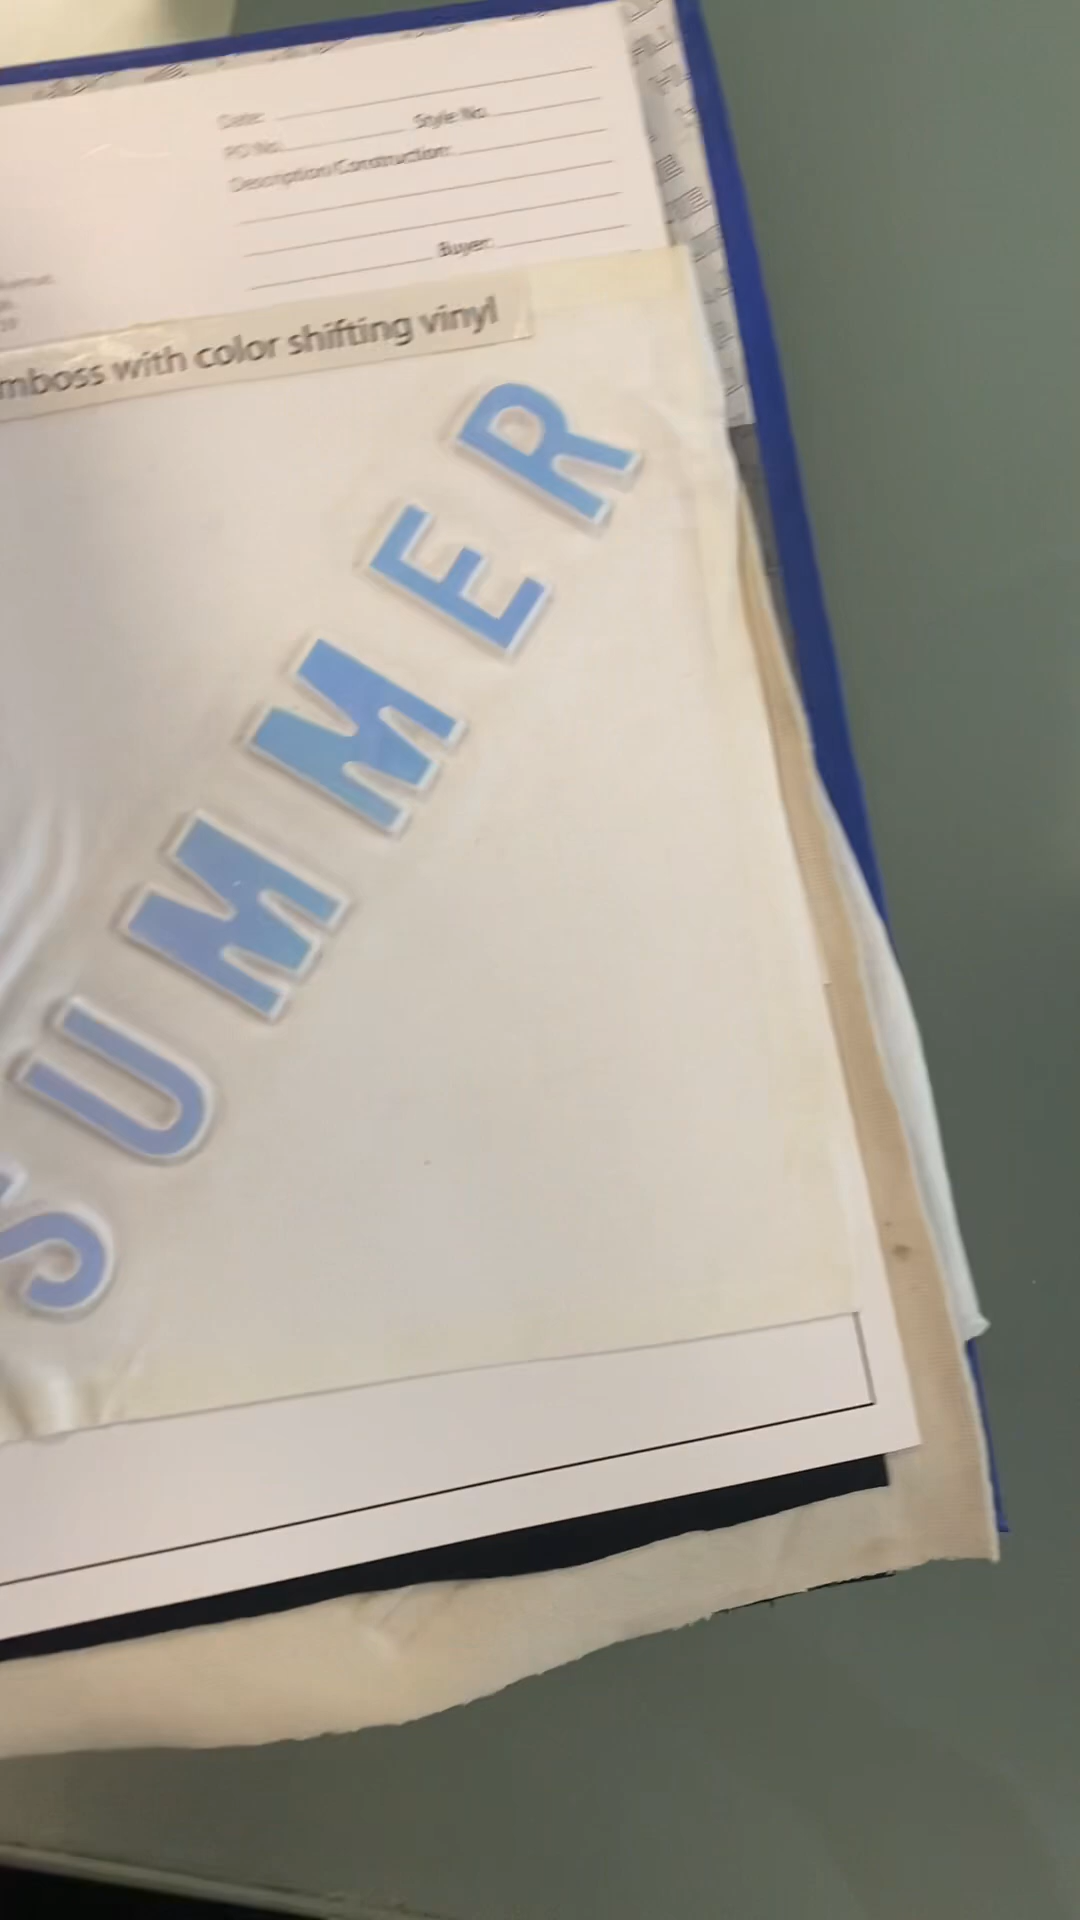 Date:
PO No. Style No
Description/Construction:
Buyer:
mboss with color shifting vinyl
SUMMER